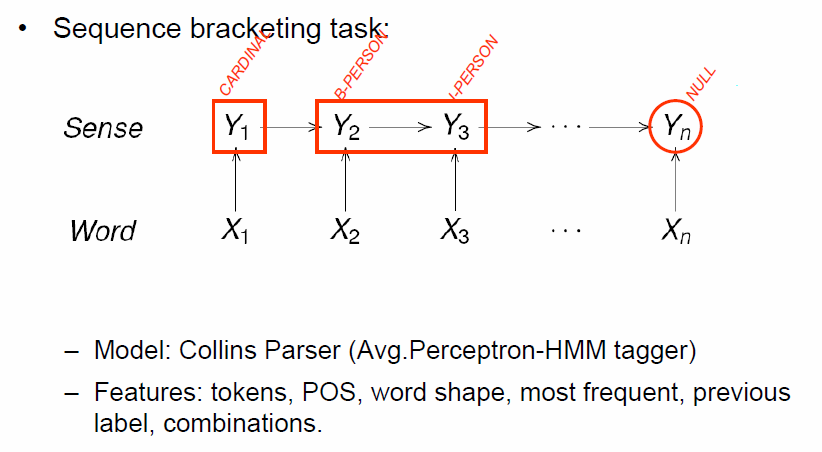 • Sequence bracketing task:
CARDINAL B-PERSON I-PERSON NULL
Sense Y1 Y2 Y3 ··· Yn
Word X1 X2 X3 ··· Xn
– Model: Collins Parser (Avg.Perceptron-HMM tagger)
– Features: tokens, POS, word shape, most frequent, previous
label, combinations.